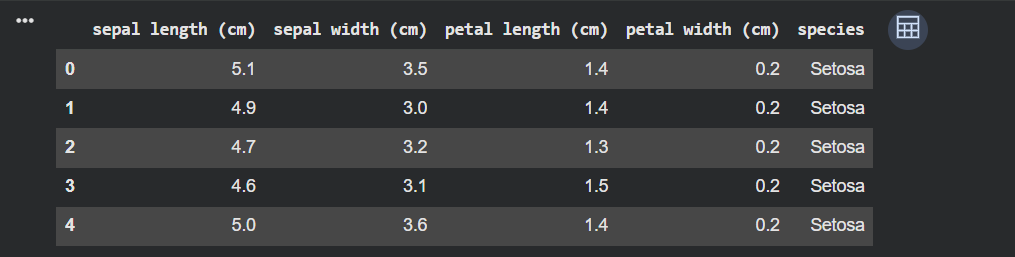 sepal length (cm) sepal width (cm) petal length (cm) petal width (cm) species
0 5.1 3.5 1.4 0.2 Setosa
1 4.9 3.0 1.4 0.2 Setosa
2 4.7 3.2 1.3 0.2 Setosa
3 4.6 3.1 1.5 0.2 Setosa
4 5.0 3.6 1.4 0.2 Setosa